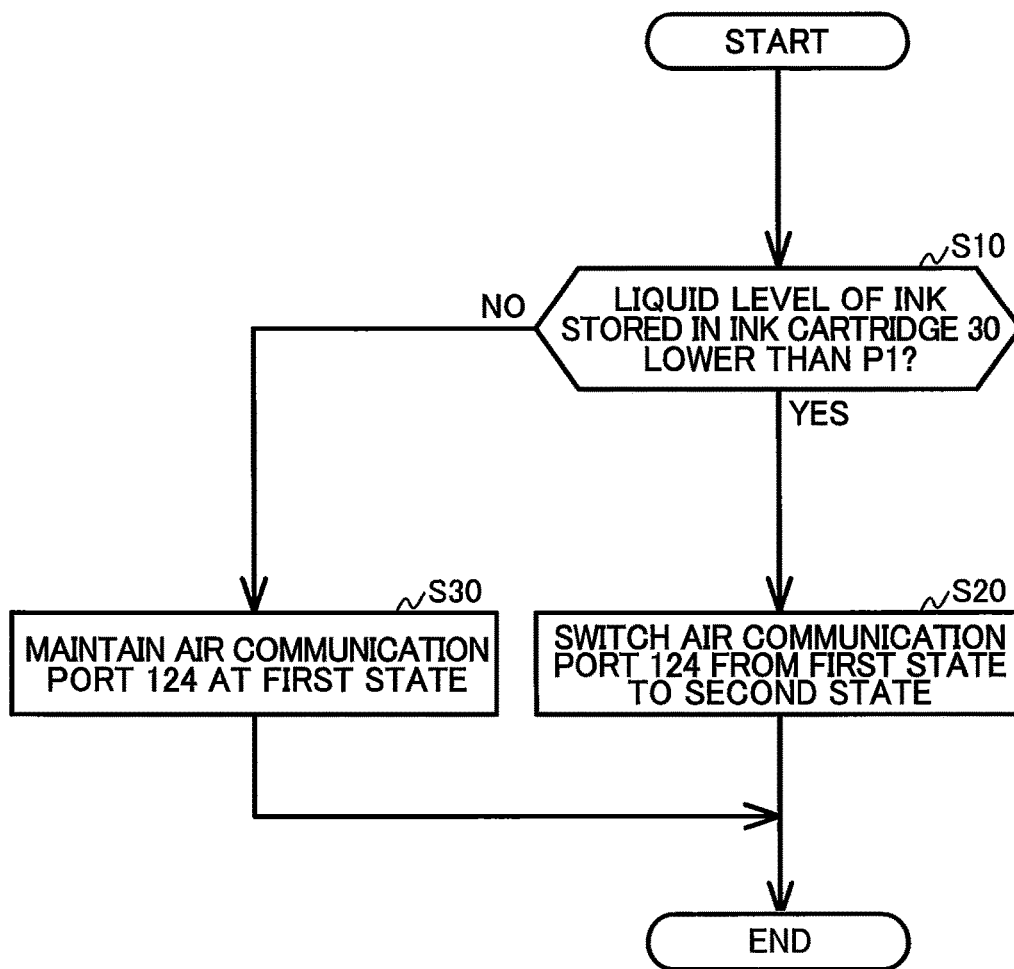 START
S10
LIQUID LEVEL OF INK
STORED IN INK CARTRIDGE 30
LOWER THAN P1?
NO
YES
S30
MAINTAIN AIR COMMUNICATION
PORT 124 AT FIRST STATE
S20
SWITCH AIR COMMUNICATION
PORT 124 FROM FIRST STATE
TO SECOND STATE
END